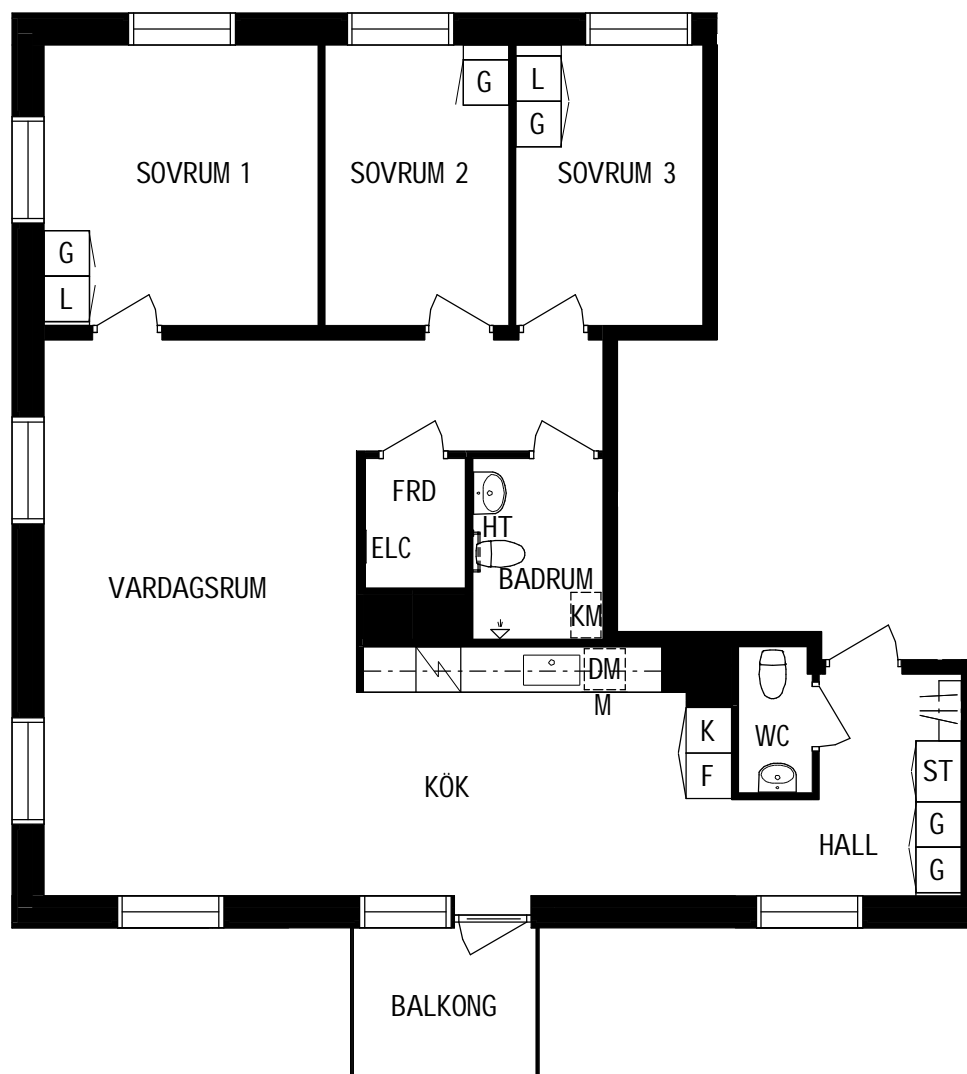 G
L
G
SOVRUM 1
SOVRUM 2
SOVRUM 3
G
L
FRD
HT
ELC
BADRUM
VARDAGSRUM
KM
DM
M
K
WC
F
ST
KÖK
G
HALL
G
BALKONG